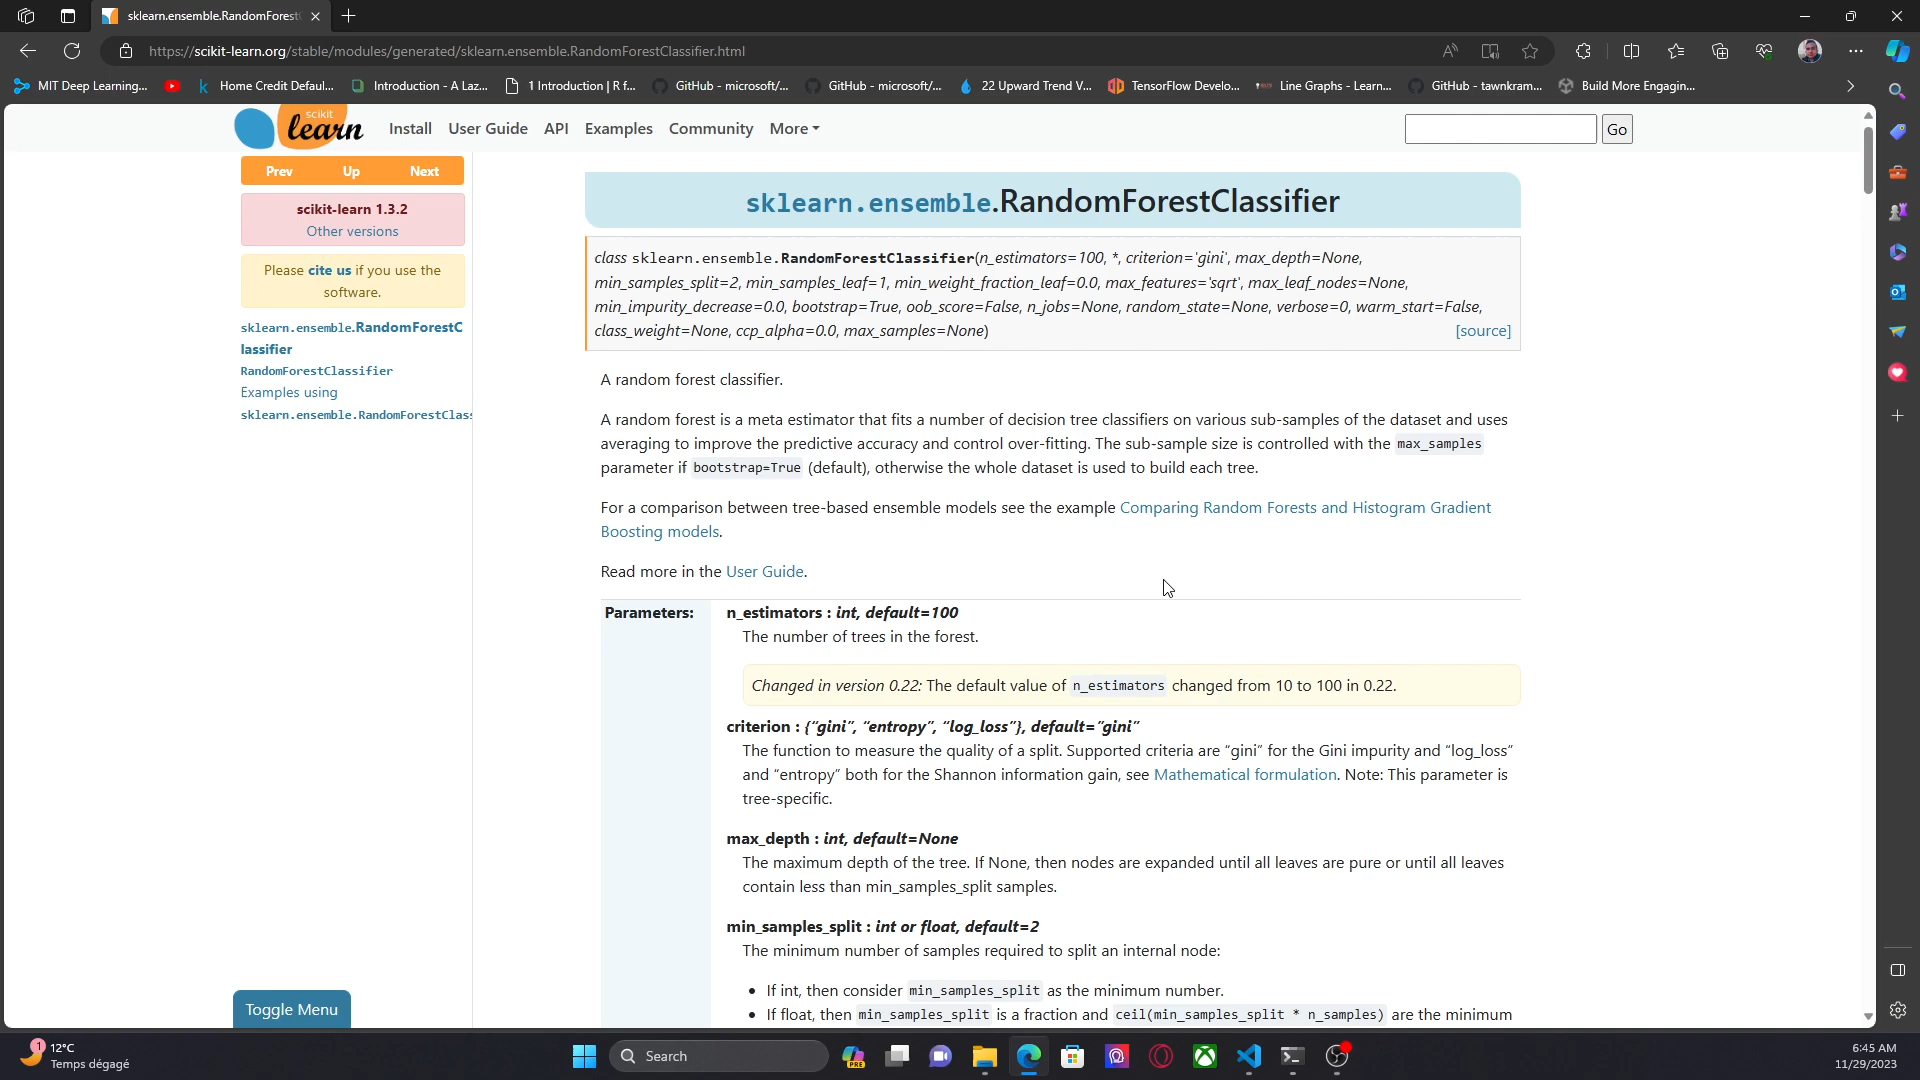 sklearn.ensemble.RandomForest
https://scikit-learn.org/stable/modules/generated/sklearn.ensemble.RandomForestClassifier.html
MIT Deep Learning...
Home Credit Defaul...
Introduction - A Laz...
1 Introduction | R f...
GitHub - microsoft/...
GitHub - microsoft/...
22 Upward Trend V...
TensorFlow Develo...
Line Graphs - Learn...
GitHub - tawnkram...
Build More Engagin...
scikit
learn
Install User Guide API Examples Community More
Go
Prev Up Next
scikit-learn 1.3.2
Other versions
Please cite us if you use the
software.
sklearn.ensemble.RandomForestC
lassifier
RandomForestClassifier
Examples using
sklearn.ensemble.RandomForestClas
Toggle Menu
sklearn.ensemble.RandomForestClassifier
class sklearn.ensemble.RandomForestClassifier(n_estimators=100, *, criterion='gini', max_depth=None,
min_samples_split=2, min_samples_leaf=1, min_weight_fraction_leaf=0.0, max_features='sqrt', max_leaf_nodes=None,
min_impurity_decrease=0.0, bootstrap=True, oob_score=False, n_jobs=None, random_state=None, verbose=0, warm_start=False,
class_weight=None, ccp_alpha=0.0, max_samples=None) [source]
A random forest classifier.
A random forest is a meta estimator that fits a number of decision tree classifiers on various sub-samples of the dataset and uses
averaging to improve the predictive accuracy and control over-fitting. The sub-sample size is controlled with the max_samples
parameter if bootstrap=True (default), otherwise the whole dataset is used to build each tree.
For a comparison between tree-based ensemble models see the example Comparing Random Forests and Histogram Gradient
Boosting models.
Read more in the User Guide.
Parameters:
n_estimators : int, default=100
The number of trees in the forest.
Changed in version 0.22: The default value of n_estimators changed from 10 to 100 in 0.22.
criterion : {“gini”, “entropy”, “log_loss”}, default=”gini”
The function to measure the quality of a split. Supported criteria are “gini” for the Gini impurity and “log_loss”
and “entropy” both for the Shannon information gain, see Mathematical formulation. Note: This parameter is
tree-specific.
max_depth : int, default=None
The maximum depth of the tree. If None, then nodes are expanded until all leaves are pure or until all leaves
contain less than min_samples_split samples.
min_samples_split : int or float, default=2
The minimum number of samples required to split an internal node:
• If int, then consider min_samples_split as the minimum number.
• If float, then min_samples_split is a fraction and ceil(min_samples_split * n_samples) are the minimum
1
12°C
Temps dégagé
Search
PRE
6:45 AM
11/29/2023